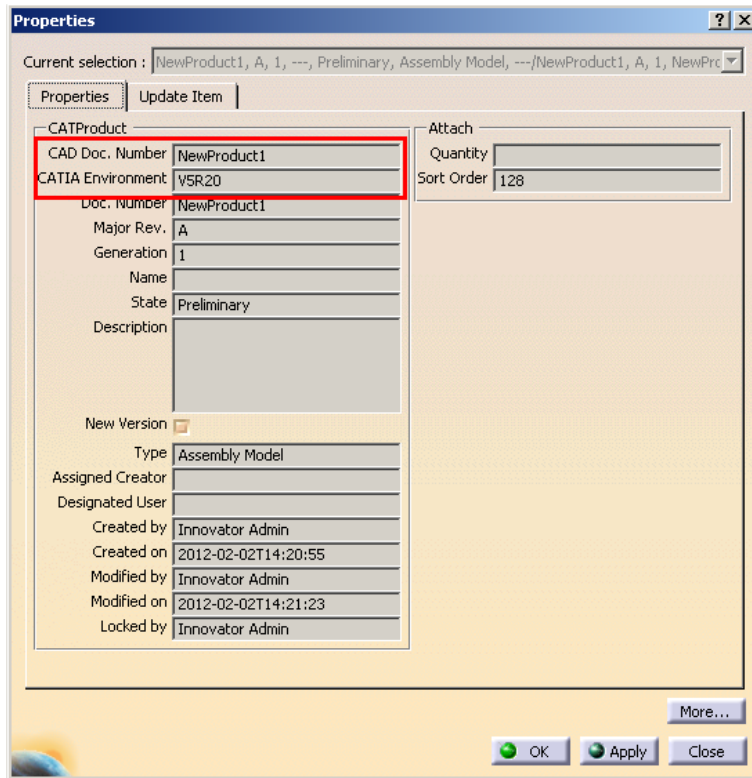 Properties
Current selection : NewProduct1, A, 1, ---, Preliminary, Assembly Model, ---/NewProduct1, A, 1, NewPrc
Properties Update Item
CATProduct
CAD Doc. Number NewProduct1
CATIA Environment V5R20
Doc. Number NewProduct1
Major Rev. A
Generation 1
Name
State Preliminary
Description
New Version
Type Assembly Model
Assigned Creator
Designated User
Created by Innovator Admin
Created on 2012-02-02T14:20:55
Modified by Innovator Admin
Modified on 2012-02-02T14:21:23
Locked by Innovator Admin
Attach
Quantity
Sort Order 128
More...
OK Apply Close